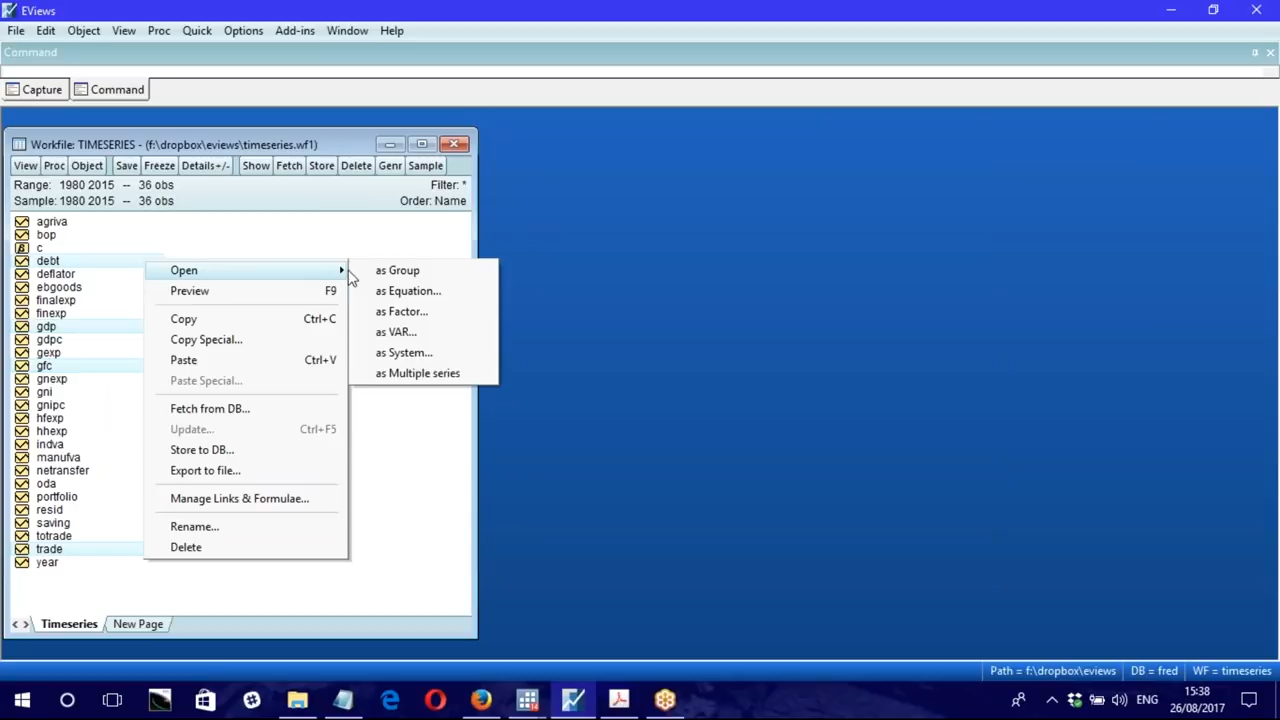 EViews
File Edit Object View Proc Quick Options Add-ins Window Help
Command
Capture Command
Workfile: TIMESERIES - (f:\dropbox\eviews\timeseries.wf1)
View Proc Object Save Freeze Details+/- Show Fetch Store Delete Genr Sample
Range: 1980 2015 -- 36 obs Filter: *
Sample: 1980 2015 -- 36 obs Order: Name
agriva
bop
c
debt
deflator
ebgoods
finalexp
finexp
gdp
gdpc
gexp
gfc
gnexp
gni
gnipc
hfexp
hhexp
indva
manufva
netransfer
oda
portfolio
resid
saving
totrade
trade
year
Open
Preview F9
Copy Ctrl+C
Copy Special...
Paste Ctrl+V
Paste Special...
Fetch from DB...
Update... Ctrl+F5
Store to DB...
Export to file...
Manage Links & Formulae...
Rename...
Delete
as Group
as Equation...
as Factor...
as VAR...
as System...
as Multiple series
Timeseries New Page
Path = f:\dropbox\eviews DB = fred WF = timeseries
ENG
15:38
26/08/2017